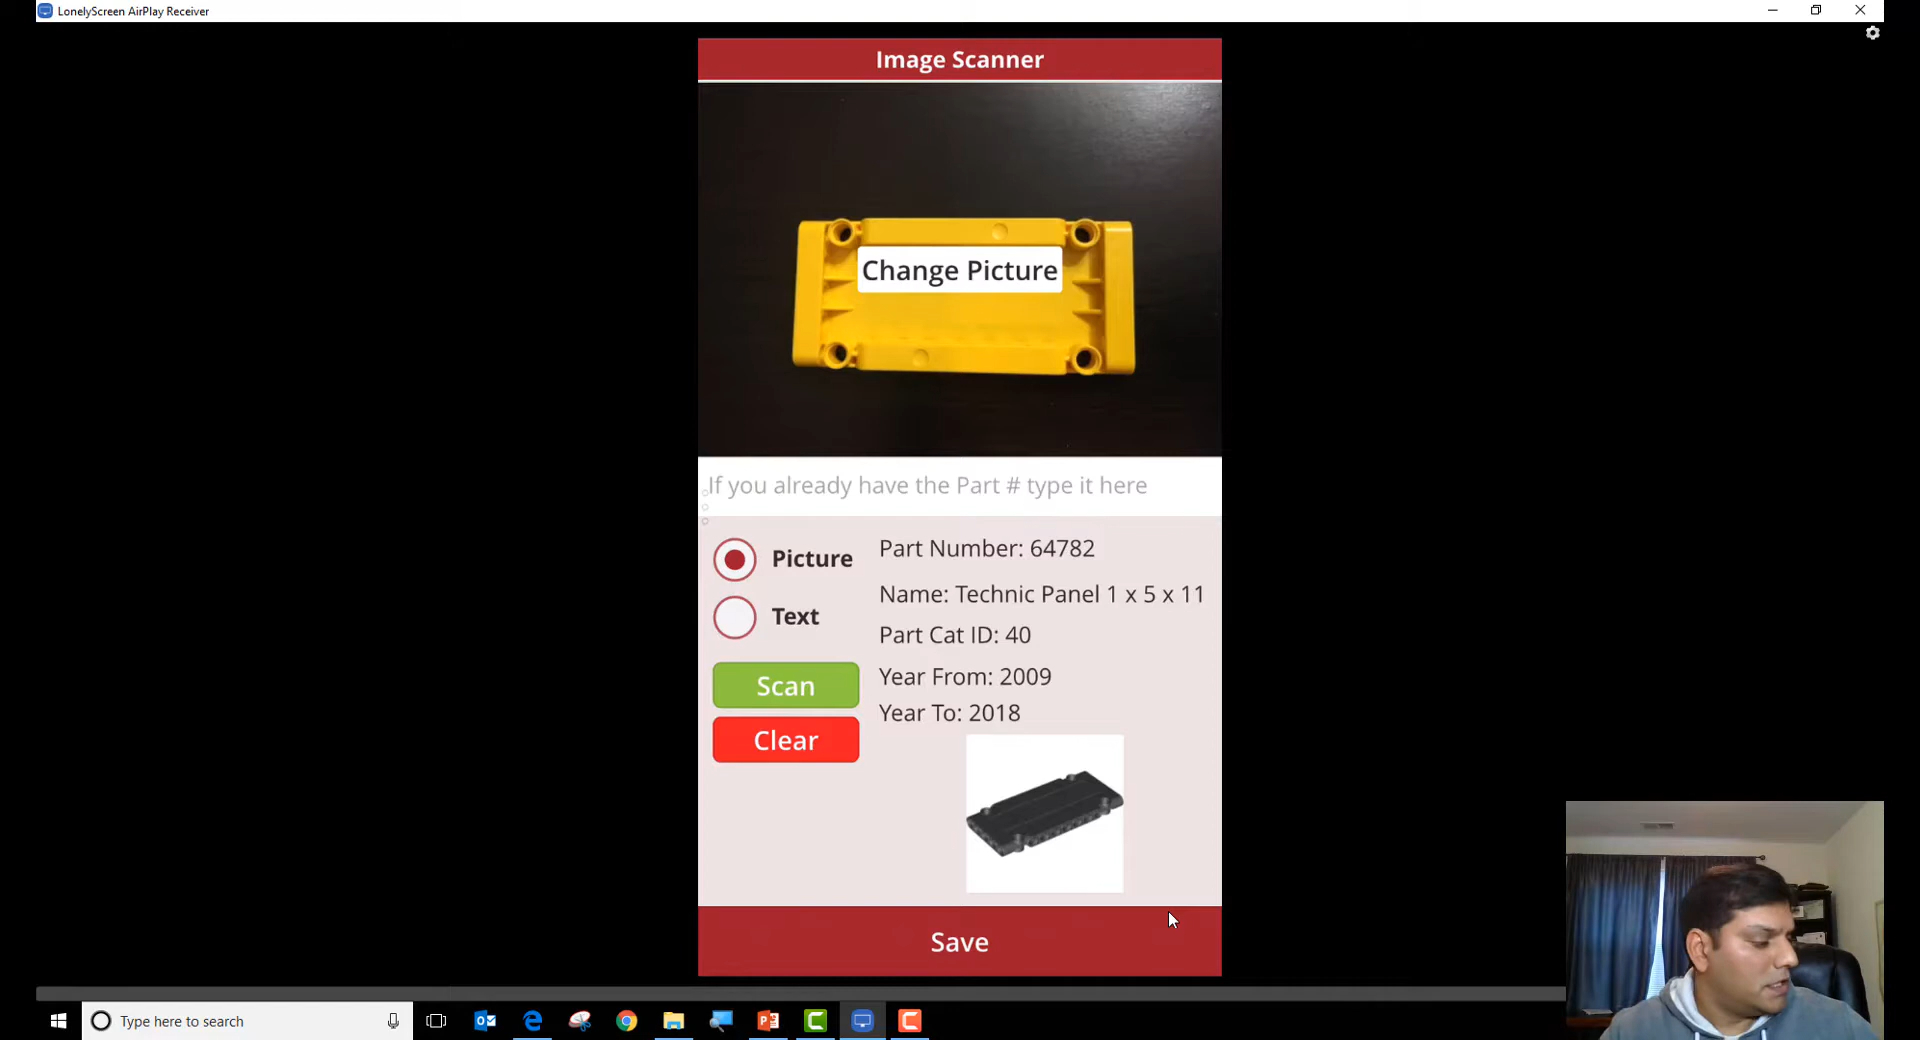 LonelyScreen AirPlay Receiver
Image Scanner
Change Picture
If you already have the Part # type it here
Picture
Text
Scan
Clear
Part Number: 64782
Name: Technic Panel 1 x 5 x 11
Part Cat ID: 40
Year From: 2009
Year To: 2018
Save
Type here to search